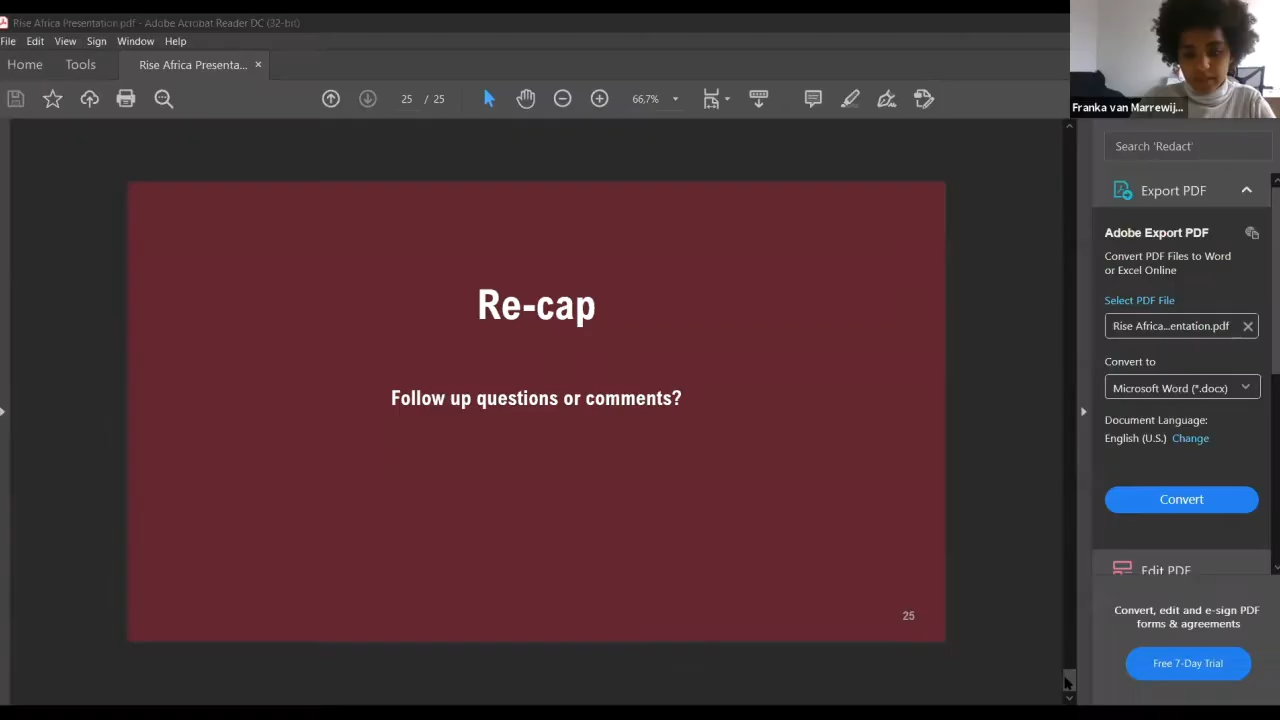 Rise Africa Presentation.pdf - Adobe Acrobat Reader DC (32-bit)
File Edit View Sign Window Help
Home Tools Rise Africa Presenta... ×
25 / 25 66,7%
Franka van Marrewij...
Search 'Redact'
Export PDF
Adobe Export PDF
Convert PDF Files to Word
or Excel Online
Select PDF File
Rise Africa...entation.pdf
Convert to
Microsoft Word (*.docx)
Document Language:
English (U.S.) Change
Convert
Edit PDF
Convert, edit and e-sign PDF
forms & agreements
Free 7-Day Trial
Re-cap
Follow up questions or comments?
25